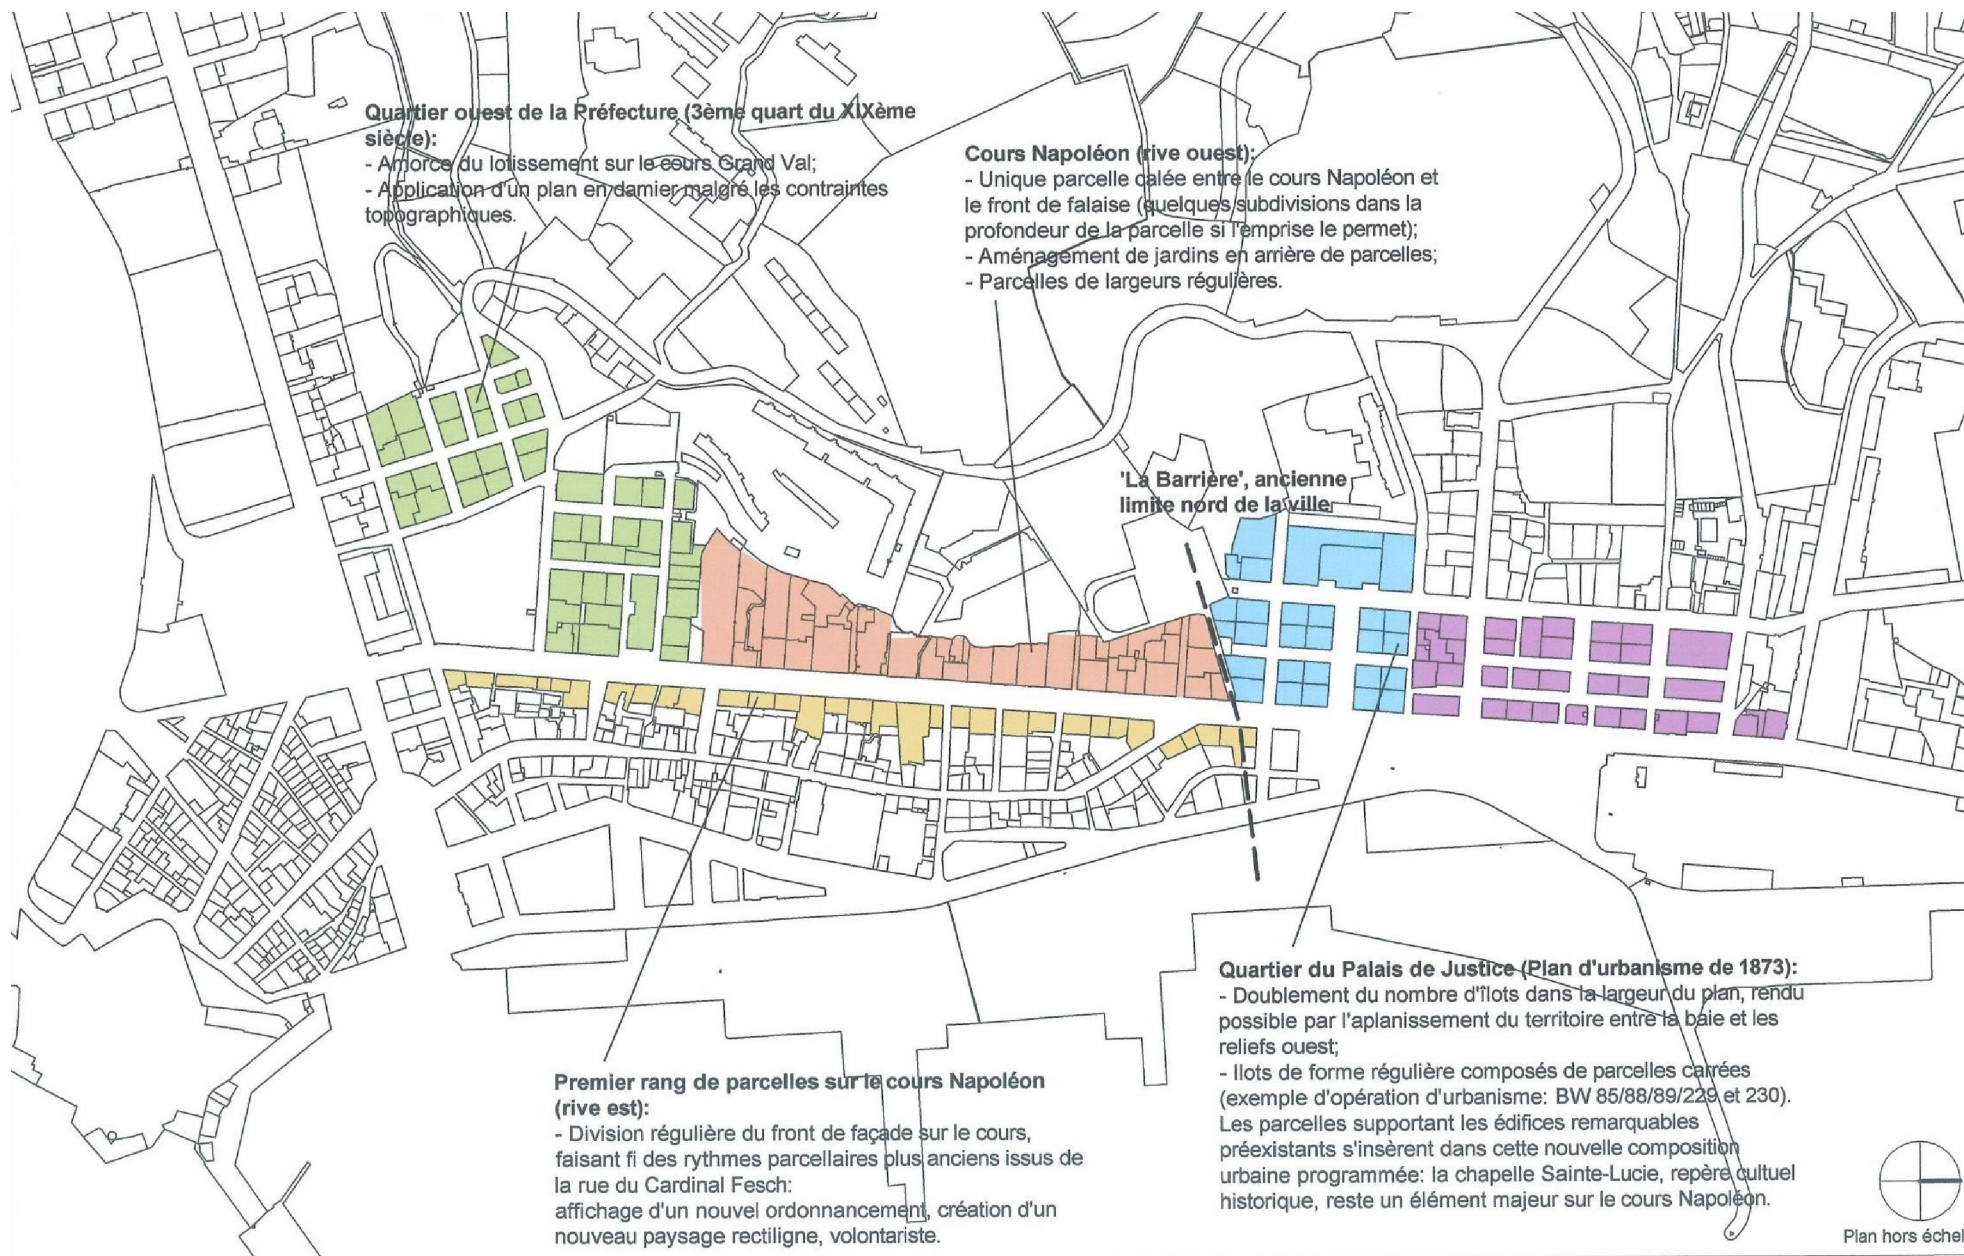 Quartier ouest de la Préfecture (3ème quart du XIXème
siècle):
- Amorce du lotissement sur le cours Grand Val;
- Application d'un plan en damier malgré les contraintes
topographiques.
Cours Napoléon (rive ouest):
- Unique parcelle calée entre le cours Napoléon et
le front de falaise (quelques subdivisions dans la
profondeur de la parcelle si l'emprise le permet);
- Aménagement de jardins en arrière de parcelles;
- Parcelles de largeurs régulières.
'La Barrière', ancienne
limite nord de la ville
Quartier du Palais de Justice (Plan d'urbanisme de 1873):
- Doublement du nombre d'îlots dans la largeur du plan, rendu
possible par l'aplanissement du territoire entre la baie et les
reliefs ouest;
- Ilots de forme régulière composés de parcelles carrées
(exemple d'opération d'urbanisme: BW 85/88/89/229 et 230).
Les parcelles supportant les édifices remarquables
préexistants s'insèrent dans cette nouvelle composition
urbaine programmée: la chapelle Sainte-Lucie, repère cultuel
historique, reste un élément majeur sur le cours Napoléon.
Premier rang de parcelles sur le cours Napoléon
(rive est):
- Division régulière du front de façade sur le cours,
faisant fi des rythmes parcellaires plus anciens issus de
la rue du Cardinal Fesch:
affichage d'un nouvel ordonnancement, création d'un
nouveau paysage rectiligne, volontariste.
Plan hors échel